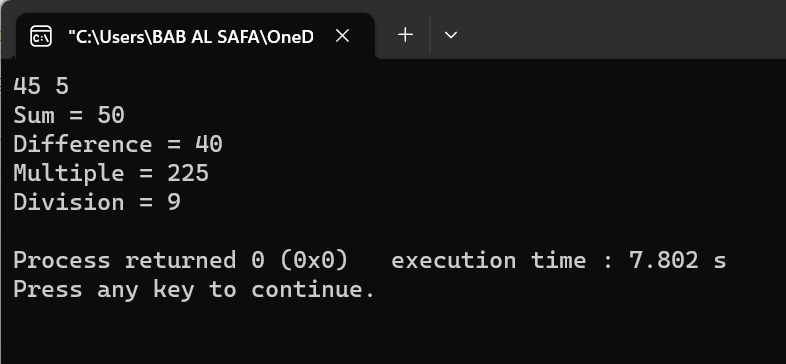 "C:\Users\BAB AL SAFA\OneD
45 5
Sum = 50
Difference = 40
Multiple = 225
Division = 9
Process returned 0 (0x0)   execution time : 7.802 s
Press any key to continue.